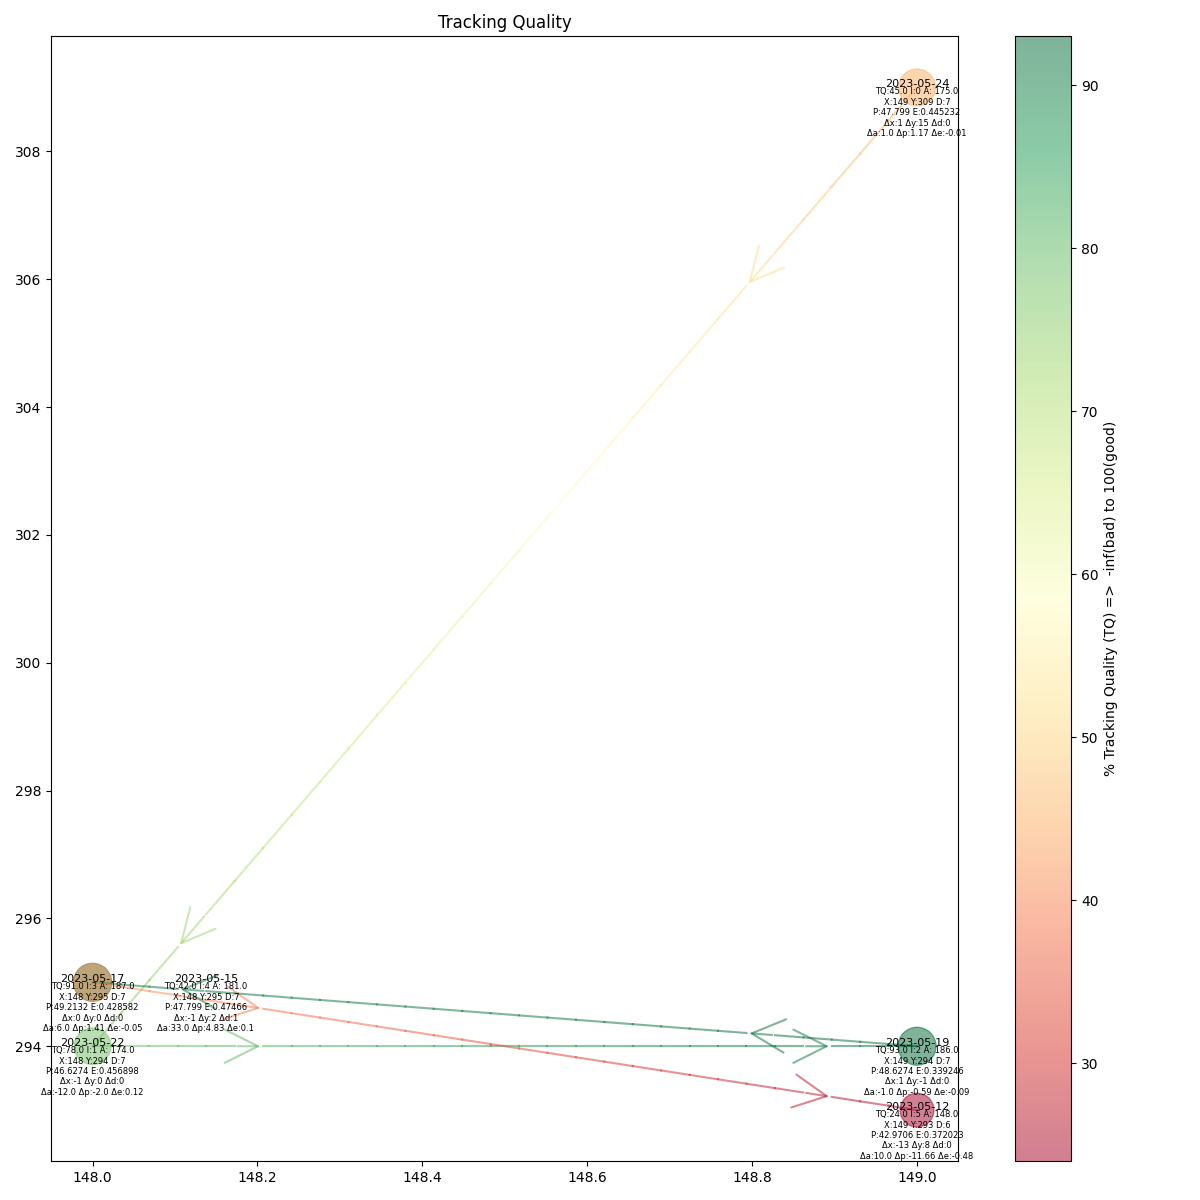 Tracking Quality
2023-05-24
TQ:45.0 I:0 A: 175.0
X:149 Y:309 D:7
P:47.799 E:0.445232
Δx:1 Δy:15 Δd:0
Δa:1.0 Δp:1.17 Δe:-0.01
2023-05-17
TQ:91.0 I:3 A: 187.0
X:148 Y:295 D:7
P:49.2132 E:0.428582
Δx:0 Δy:0 Δd:0
Δa:6.0 Δp:1.41 Δe:-0.05
2023-05-15
TQ:42.0 I:4 A: 181.0
X:148 Y:295 D:7
P:47.799 E:0.47466
Δx:-1 Δy:2 Δd:1
Δa:33.0 Δp:4.83 Δe:0.1
2023-05-22
TQ:78.0 I:1 A: 174.0
X:148 Y:294 D:7
P:46.6274 E:0.456898
Δx:-1 Δy:0 Δd:0
Δa:-12.0 Δp:-2.0 Δe:0.12
2023-05-19
TQ:93.0 I:2 A: 186.0
X:149 Y:294 D:7
P:48.6274 E:0.339246
Δx:1 Δy:-1 Δd:0
Δa:-1.0 Δp:-0.59 Δe:-0.09
2023-05-12
TQ:24.0 I:5 A: 148.0
X:149 Y:293 D:6
P:42.9706 E:0.372023
Δx:-13 Δy:8 Δd:0
Δa:10.0 Δp:-11.66 Δe:-0.48
308
306
304
302
300
298
296
294
148.0
148.2
148.4
148.6
148.8
149.0
90
80
70
60
50
40
30
% Tracking Quality (TQ) => -inf(bad) to 100(good)